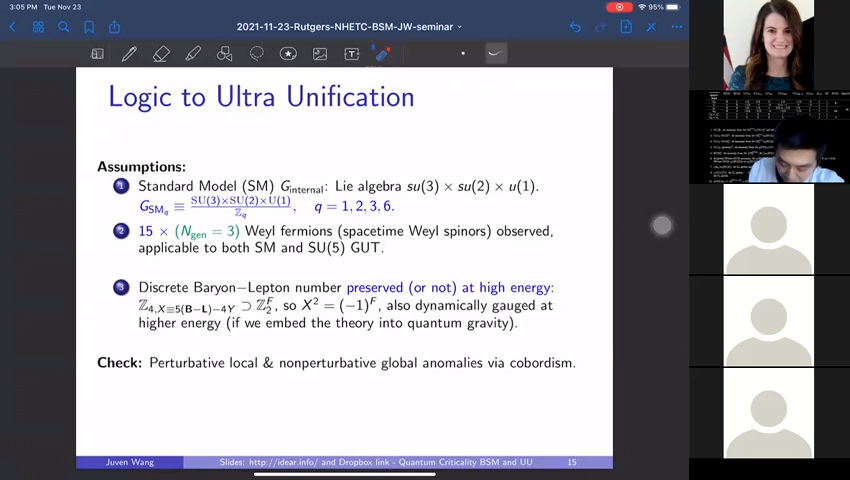 3:05 PM Tue Nov 23
95%
2021-11-23-Rutgers-NHETC-BSM-JW-seminar
Logic to Ultra Unification
Assumptions:
1 Standard Model (SM) G_internal: Lie algebra su(3) × su(2) × u(1).
G_SM_q ≡ SU(3)×SU(2)×U(1) / ℤ_q, q = 1, 2, 3, 6.
2 15 × (N_gen = 3) Weyl fermions (spacetime Weyl spinors) observed,
applicable to both SM and SU(5) GUT.
3 Discrete Baryon−Lepton number preserved (or not) at high energy:
ℤ_4,X≡5(B−L)−4Y ⊃ ℤ_2^F, so X² = (−1)^F, also dynamically gauged at
higher energy (if we embed the theory into quantum gravity).
Check: Perturbative local & nonperturbative global anomalies via cobordism.
Juven Wang Slides: http://idear.info/ and Dropbox link - Quantum Criticality BSM and UU 15